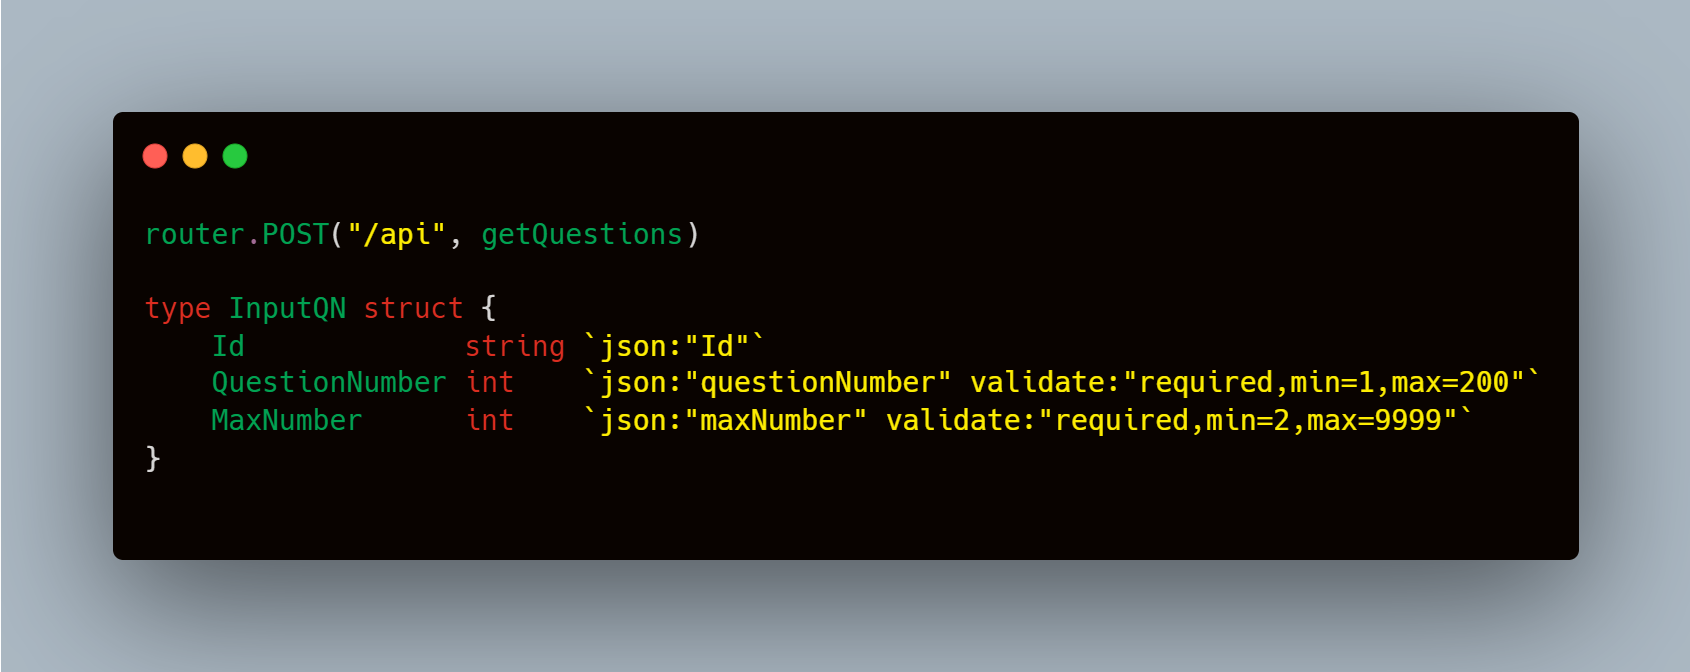 router.POST("/api", getQuestions)
type InputQN struct {
Id string `json:"Id"`
QuestionNumber int `json:"questionNumber" validate:"required,min=1,max=200"`
MaxNumber int `json:"maxNumber" validate:"required,min=2,max=9999"`
}